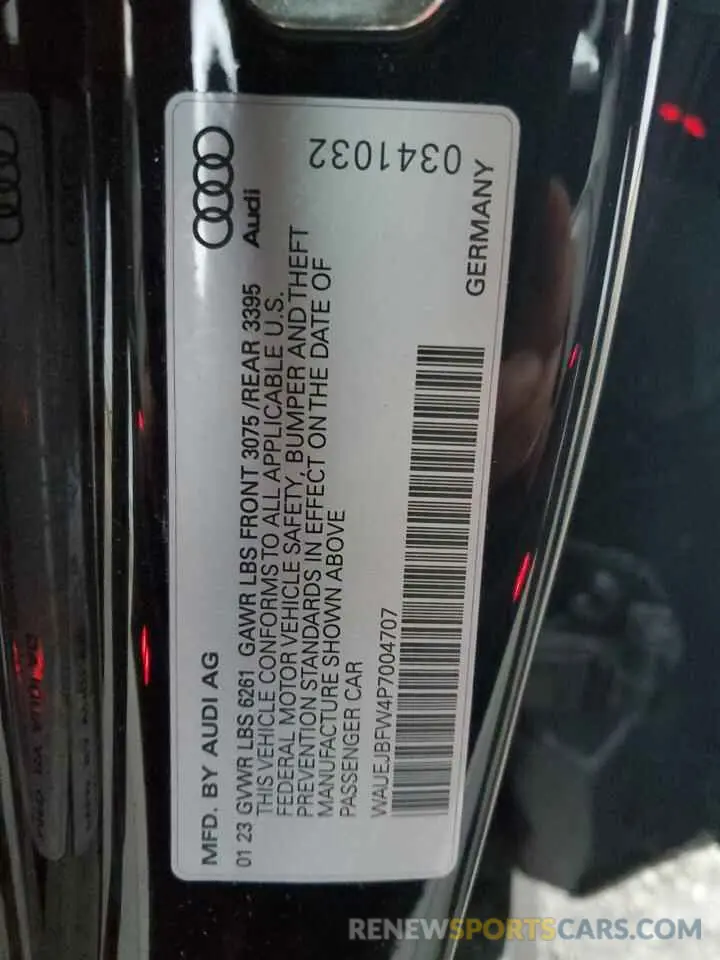 MFD. BY AUDI AG
01 23 GVWR LBS 6261 GAWR LBS FRONT 3075/REAR 3395
THIS VEHICLE CONFORMS TO ALL APPLICABLE U.S.
FEDERAL MOTOR VEHICLE SAFETY, BUMPER AND THEFT
PREVENTION STANDARDS IN EFFECT ON THE DATE OF
MANUFACTURE SHOWN ABOVE
PASSENGER CAR
WAUEJBFW4P7004707
Audi
0341032
GERMANY
RENEWSPORTSCARS.COM